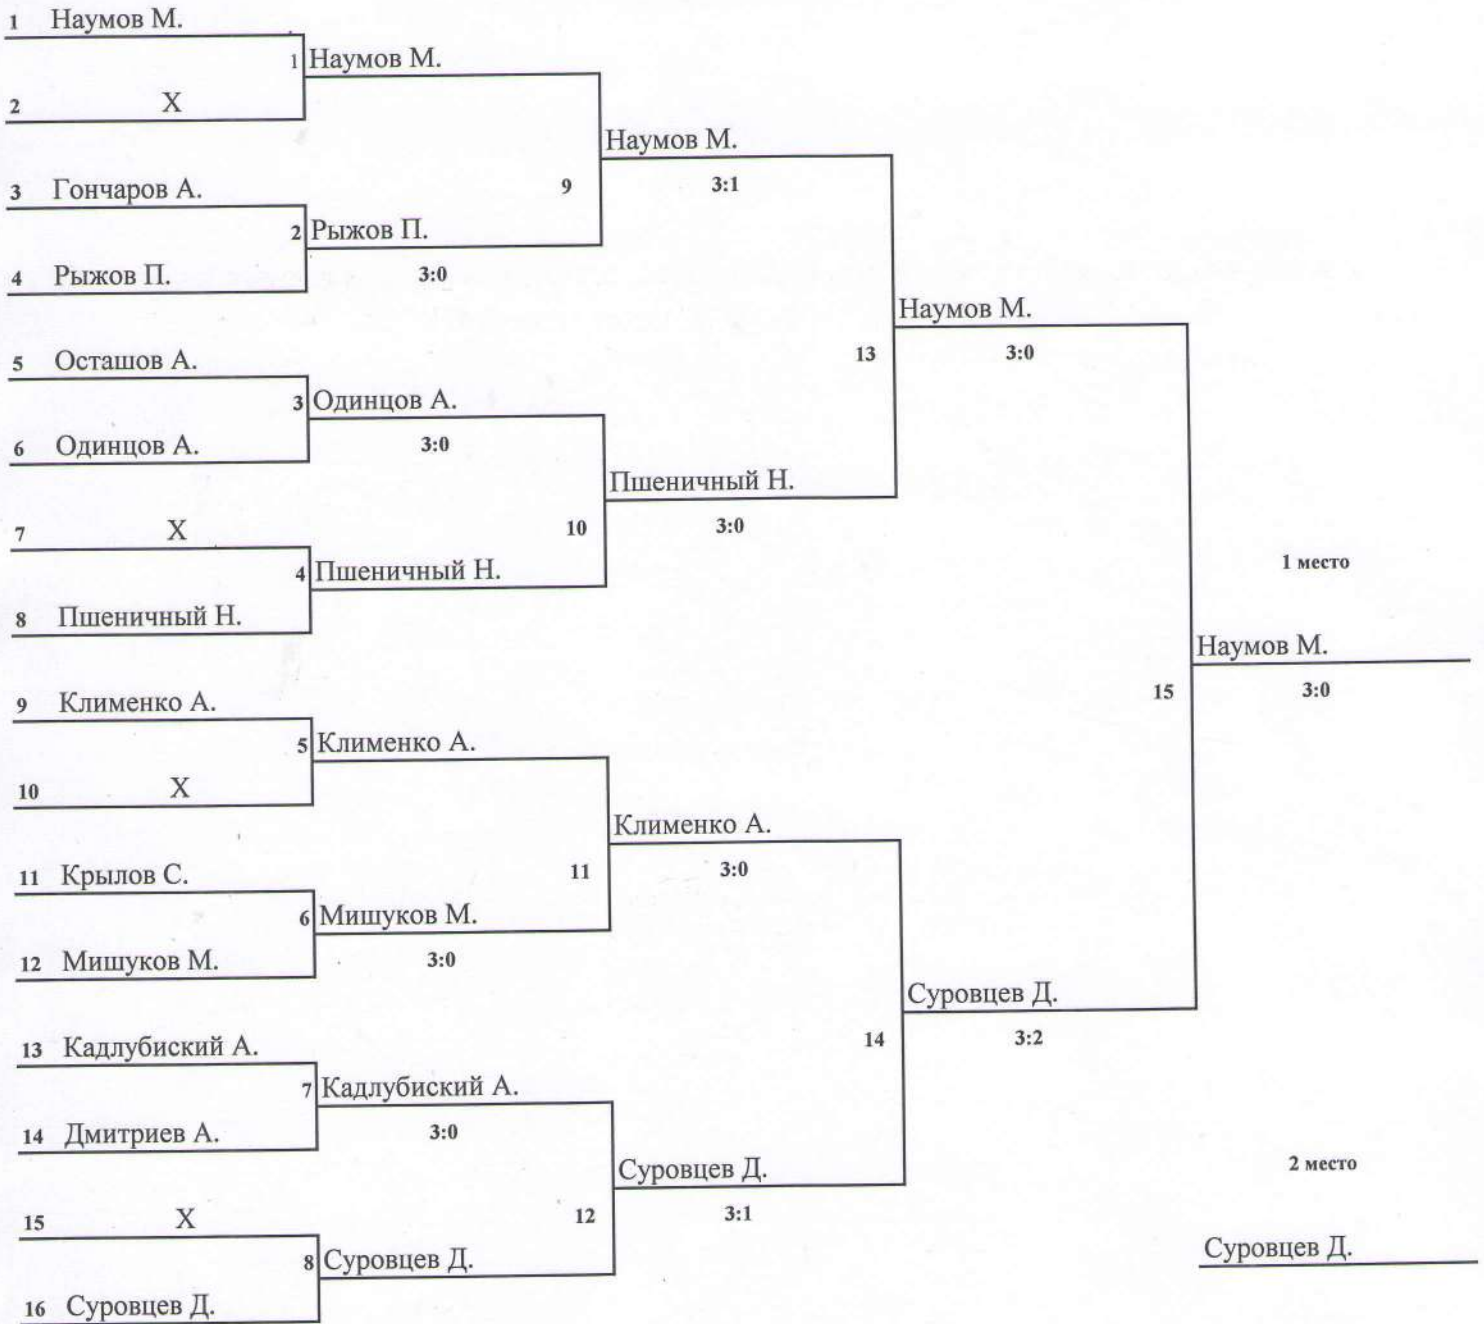 1 Наумов М.
1 Наумов М.
2 X
Наумов М.
3 Гончаров А.
9
3:1
2 Рыжов П.
4 Рыжов П.
3:0
Наумов М.
5 Осташов А.
13
3:0
3 Одинцов А.
6 Одинцов А.
3:0
Пшеничный Н.
7 X
10
3:0
1 место
4 Пшеничный Н.
8 Пшеничный Н.
Наумов М.
9 Клименко А.
15
3:0
5 Клименко А.
10 X
Клименко А.
11 Крылов С.
11
3:0
6 Мишуков М.
12 Мишуков М.
3:0
Суровцев Д.
13 Кадлубиский А.
14
3:2
7 Кадлубиский А.
14 Дмитриев А.
3:0
Суровцев Д.
2 место
15 X
12
3:1
8 Суровцев Д.
Суровцев Д.
16 Суровцев Д.